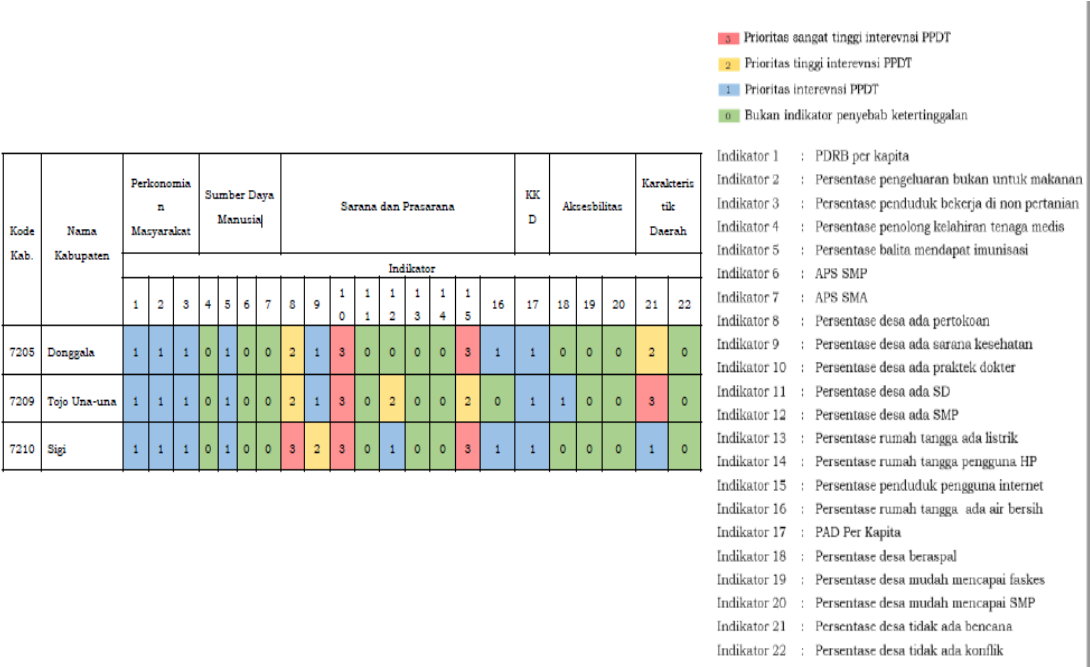 3 Prioritas sangat tinggi interevnsi PPDT
2 Prioritas tinggi interevnsi PPDT
1 Prioritas interevnsi PPDT
0 Bukan indikator penyebab ketertinggalan
Kode Kab.
Nama Kabupaten
Perkonomia
n
Masyarakat
Sumber Daya
Manusia
Sarana dan Prasarana
KK
D
Aksesbilitas
Karakteris
tik
Daerah
Indikator
1 2 3 4 5 6 7 8 9 10 11 12 13 14 15 16 17 18 19 20 21 22
7205 Donggala 1 1 1 0 1 0 0 2 1 3 0 0 0 0 3 1 1 0 0 0 2 0
7209 Tojo Una-una 1 1 1 0 1 0 0 2 1 3 0 2 0 0 2 0 1 1 0 0 3 0
7210 Sigi 1 1 1 0 1 0 0 3 2 3 0 1 0 0 3 1 1 0 0 0 1 0
Indikator 1 : PDRB per kapita
Indikator 2 : Persentase pengeluaran bukan untuk makanan
Indikator 3 : Persentase penduduk bekerja di non pertanian
Indikator 4 : Persentase penolong kelahiran tenaga medis
Indikator 5 : Persentase balita mendapat imunisasi
Indikator 6 : APS SMP
Indikator 7 : APS SMA
Indikator 8 : Persentase desa ada pertokoan
Indikator 9 : Persentase desa ada sarana kesehatan
Indikator 10 : Persentase desa ada praktek dokter
Indikator 11 : Persentase desa ada SD
Indikator 12 : Persentase desa ada SMP
Indikator 13 : Persentase rumah tangga ada listrik
Indikator 14 : Persentase rumah tangga pengguna HP
Indikator 15 : Persentase penduduk pengguna internet
Indikator 16 : Persentase rumah tangga ada air bersih
Indikator 17 : PAD Per Kapita
Indikator 18 : Persentase desa beraspal
Indikator 19 : Persentase desa mudah mencapai faskes
Indikator 20 : Persentase desa mudah mencapai SMP
Indikator 21 : Persentase desa tidak ada bencana
Indikator 22 : Persentase desa tidak ada konflik